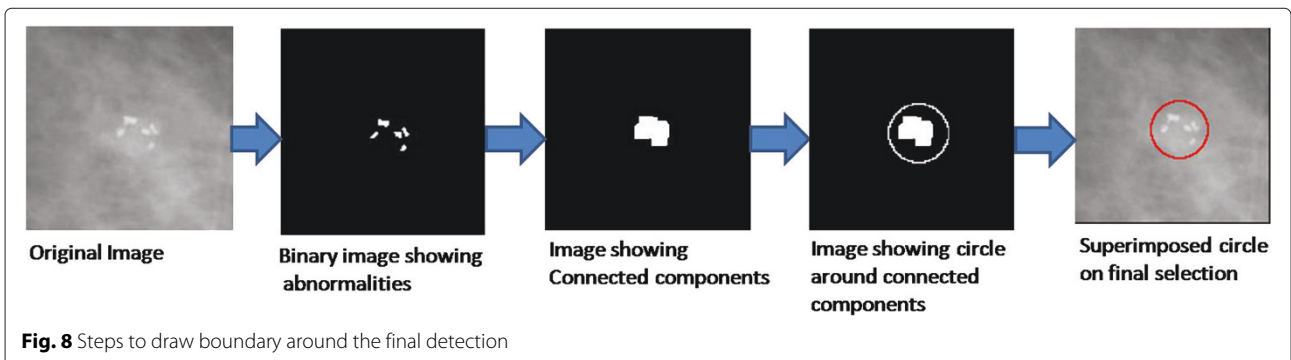 Original Image
Binary image showing
abnormalities
Image showing
Connected components
Image showing circle
around connected
components
Superimposed circle
on final selection
Fig. 8 Steps to draw boundary around the final detection